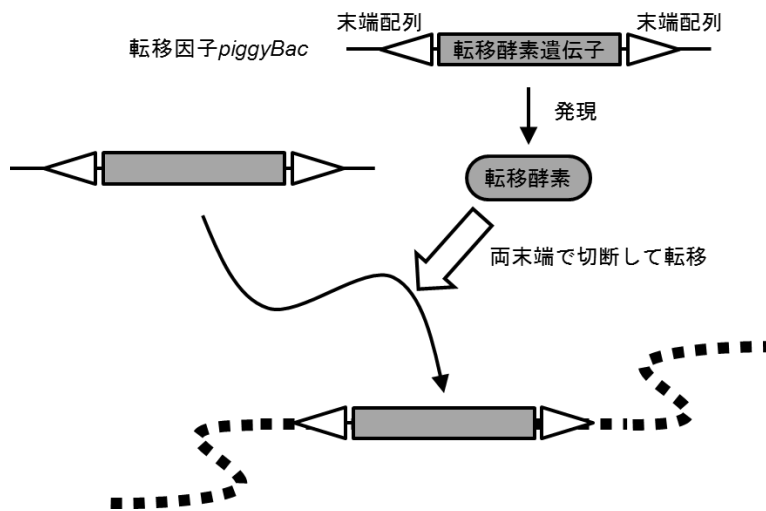 末端配列
末端配列
転移因子piggyBac
転移酵素遺伝子
発現
転移酵素
両末端で切断して転移